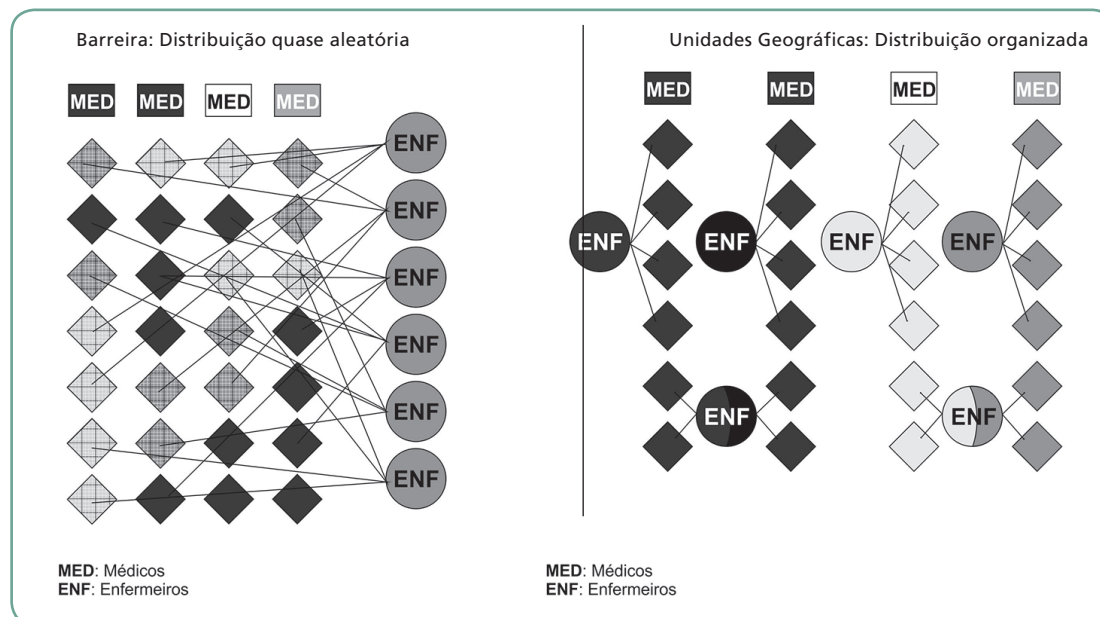 Barreira: Distribuição quase aleatória
MED MED MED MED
ENF
ENF
ENF
ENF
ENF
ENF
MED: Médicos
ENF: Enfermeiros
Unidades Geográficas: Distribuição organizada
MED MED MED MED
ENF ENF ENF ENF
ENF ENF
MED: Médicos
ENF: Enfermeiros